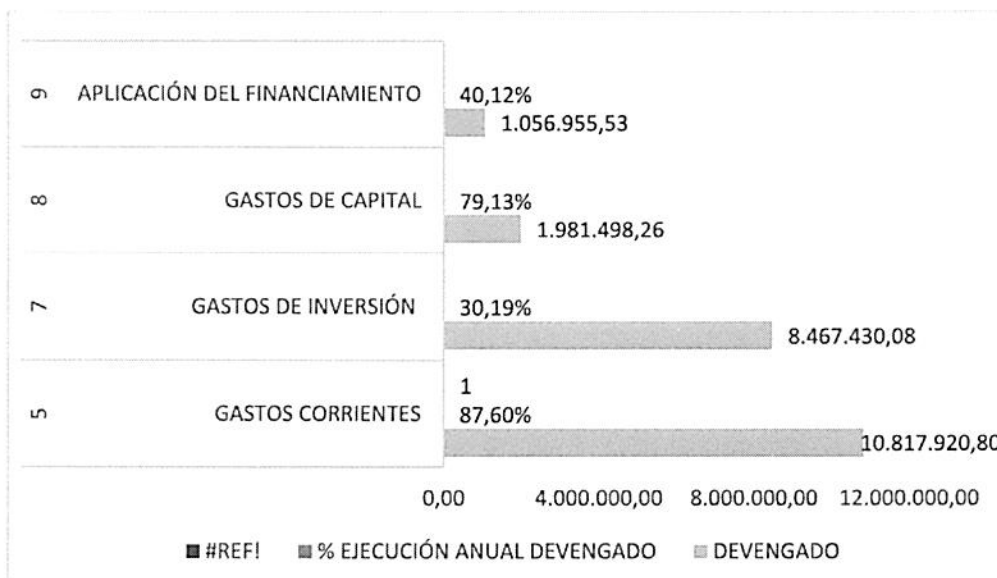 9 APLICACIÓN DEL FINANCIAMIENTO 40,12%
1.056.955,53
8 GASTOS DE CAPITAL 79,13%
1.981.498,26
7 GASTOS DE INVERSIÓN 30,19%
8.467.430,08
1
5 GASTOS CORRIENTES 87,60%
10.817.920,80
0,00 4.000.000,00 8.000.000,00 12.000.000,00
#REF! % EJECUCIÓN ANUAL DEVENGADO DEVENGADO